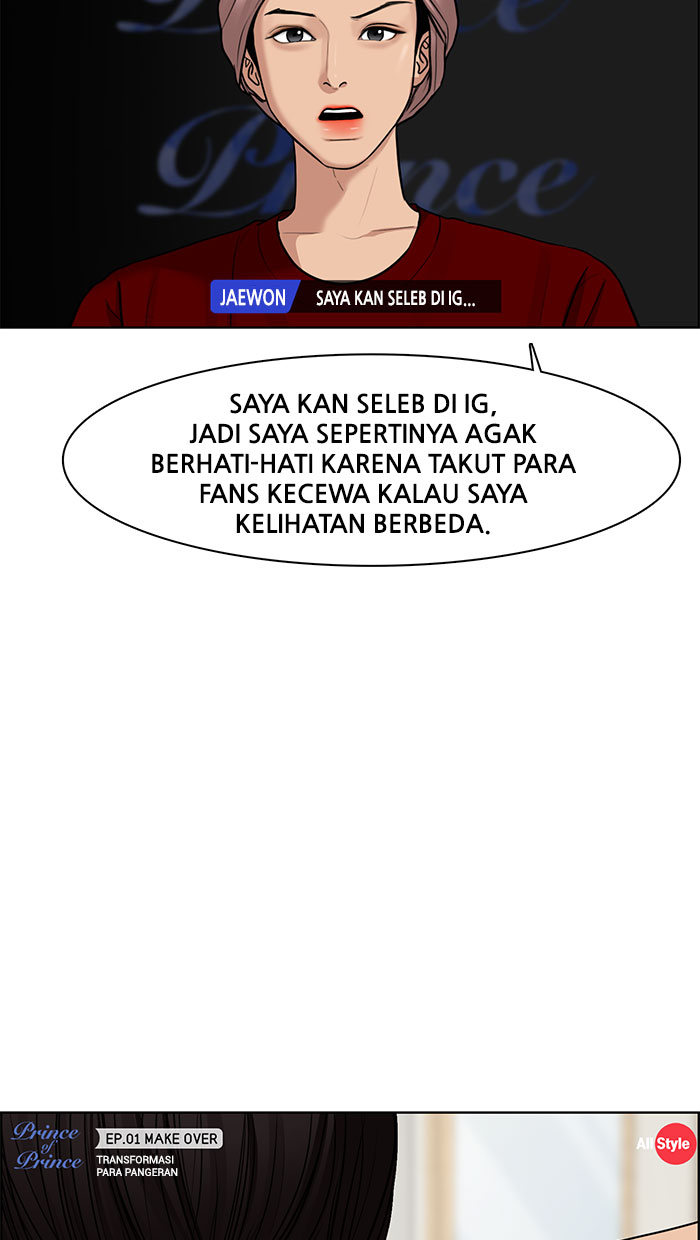 Prince
JAEWON SAYA KAN SELEB DI IG...
SAYA KAN SELEB DI IG,
JADI SAYA SEPERTINYA AGAK
BERHATI-HATI KARENA TAKUT PARA
FANS KECEWA KALAU SAYA
KELIHATAN BERBEDA.
Prince
of
Prince
EP.01 MAKE OVER
TRANSFORMASI
PARA PANGERAN
All Style